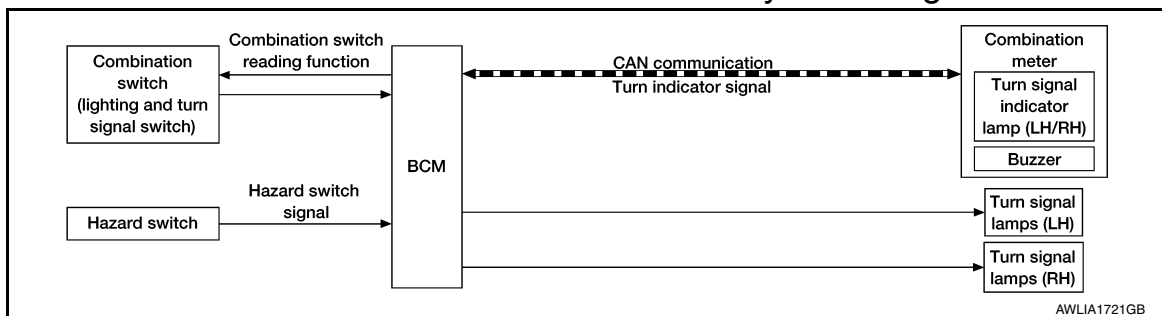 Combination switch
reading function
Combination
switch
(lighting and turn
signal switch)
Hazard switch
signal
Hazard switch
BCM
CAN communication
Turn indicator signal
Combination
meter
Turn signal
indicator
lamp (LH/RH)
Buzzer
Turn signal
lamps (LH)
Turn signal
lamps (RH)
AWLIA1721GB